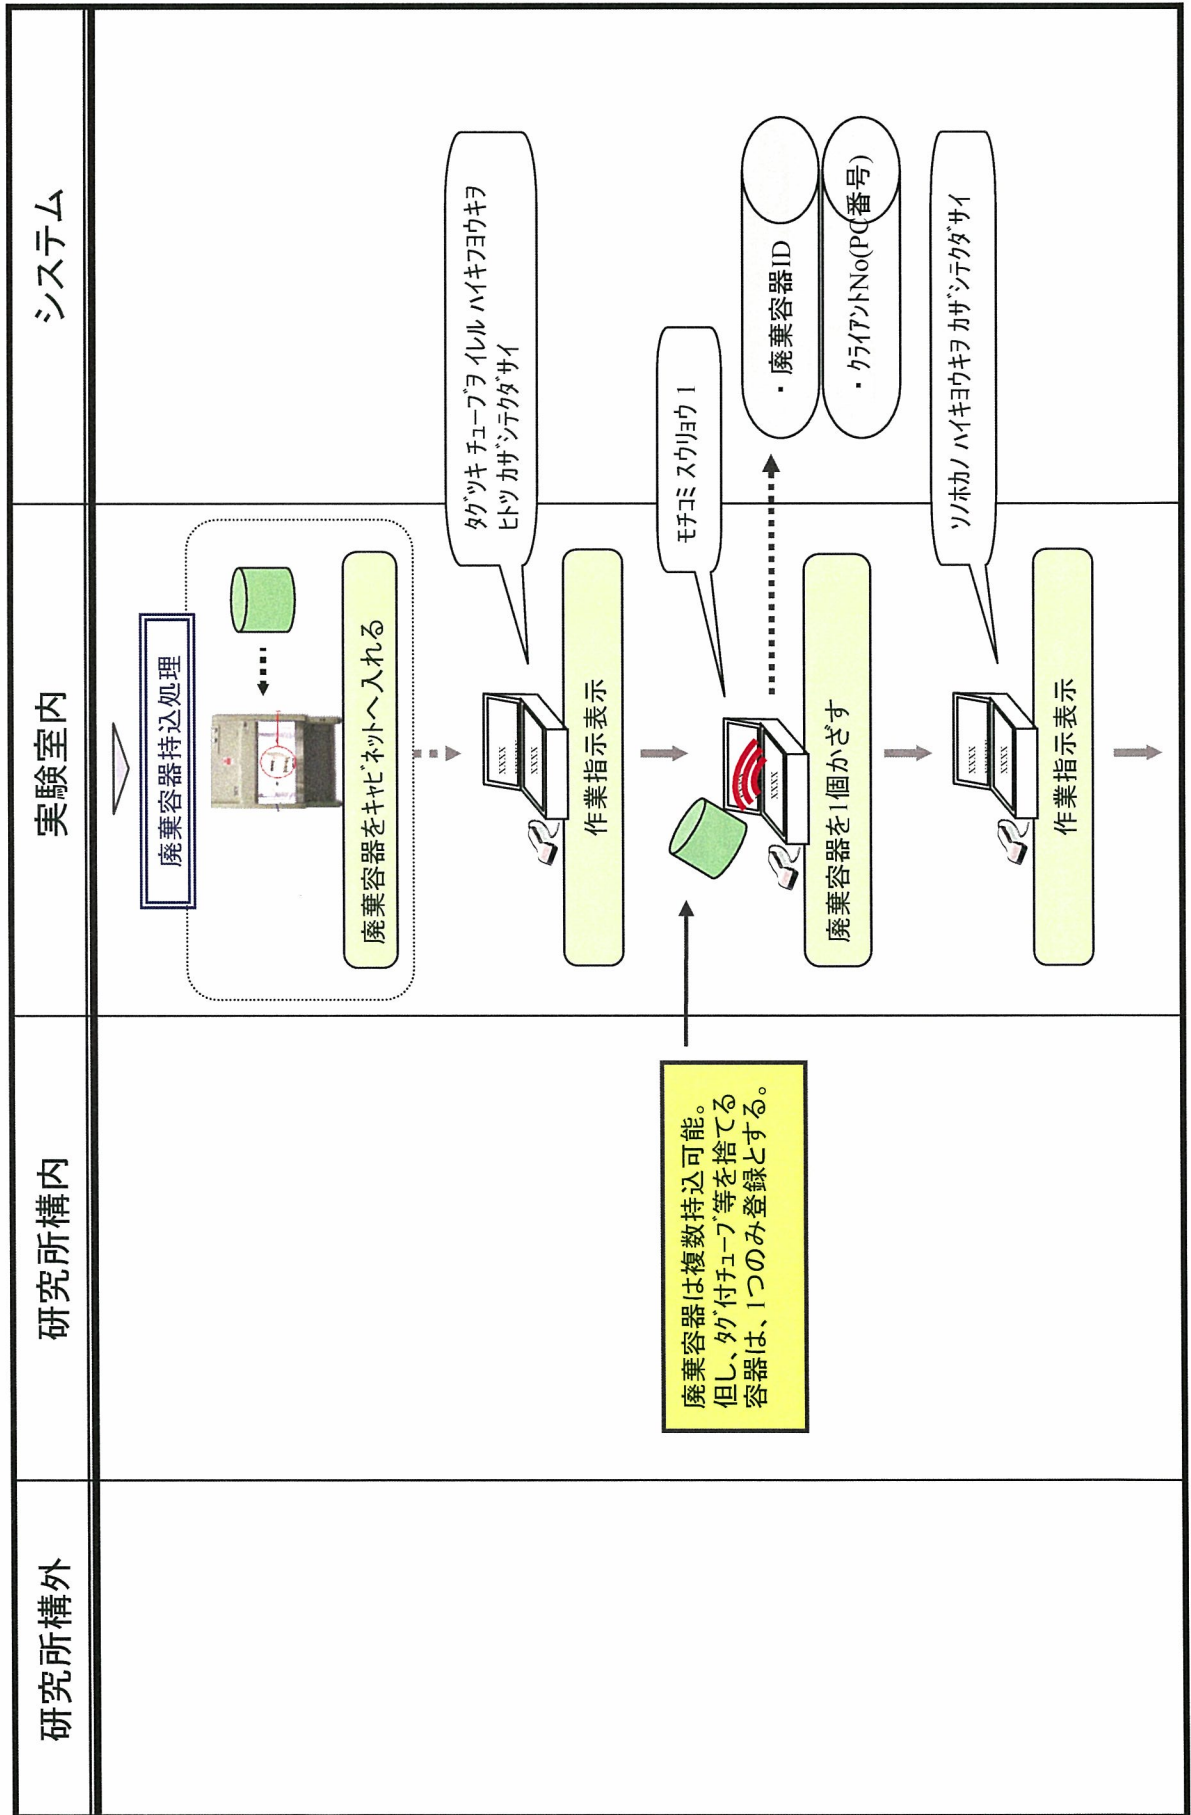 研究所構外
研究所構内
実験室内
システム
廃棄容器持込処理
廃棄容器をキャビネットへ入れる
タグツキ チューブヲ イレル ハイキフヨウキヲ
ヒトツ カザシテクダサイ
XXXX
XXXX
作業指示表示
廃棄容器は複数持込可能。
但し、タグ付チューブ等を捨てる
容器は、1つのみ登録とする。
モチコミ スウリョウ 1
XXXX
廃棄容器を1個かざす
・廃棄容器ID
・クライアントNo(PC番号)
ソノホカノ ハイキヨウキヲ カザシテクダサイ
XXXX
XXXX
作業指示表示